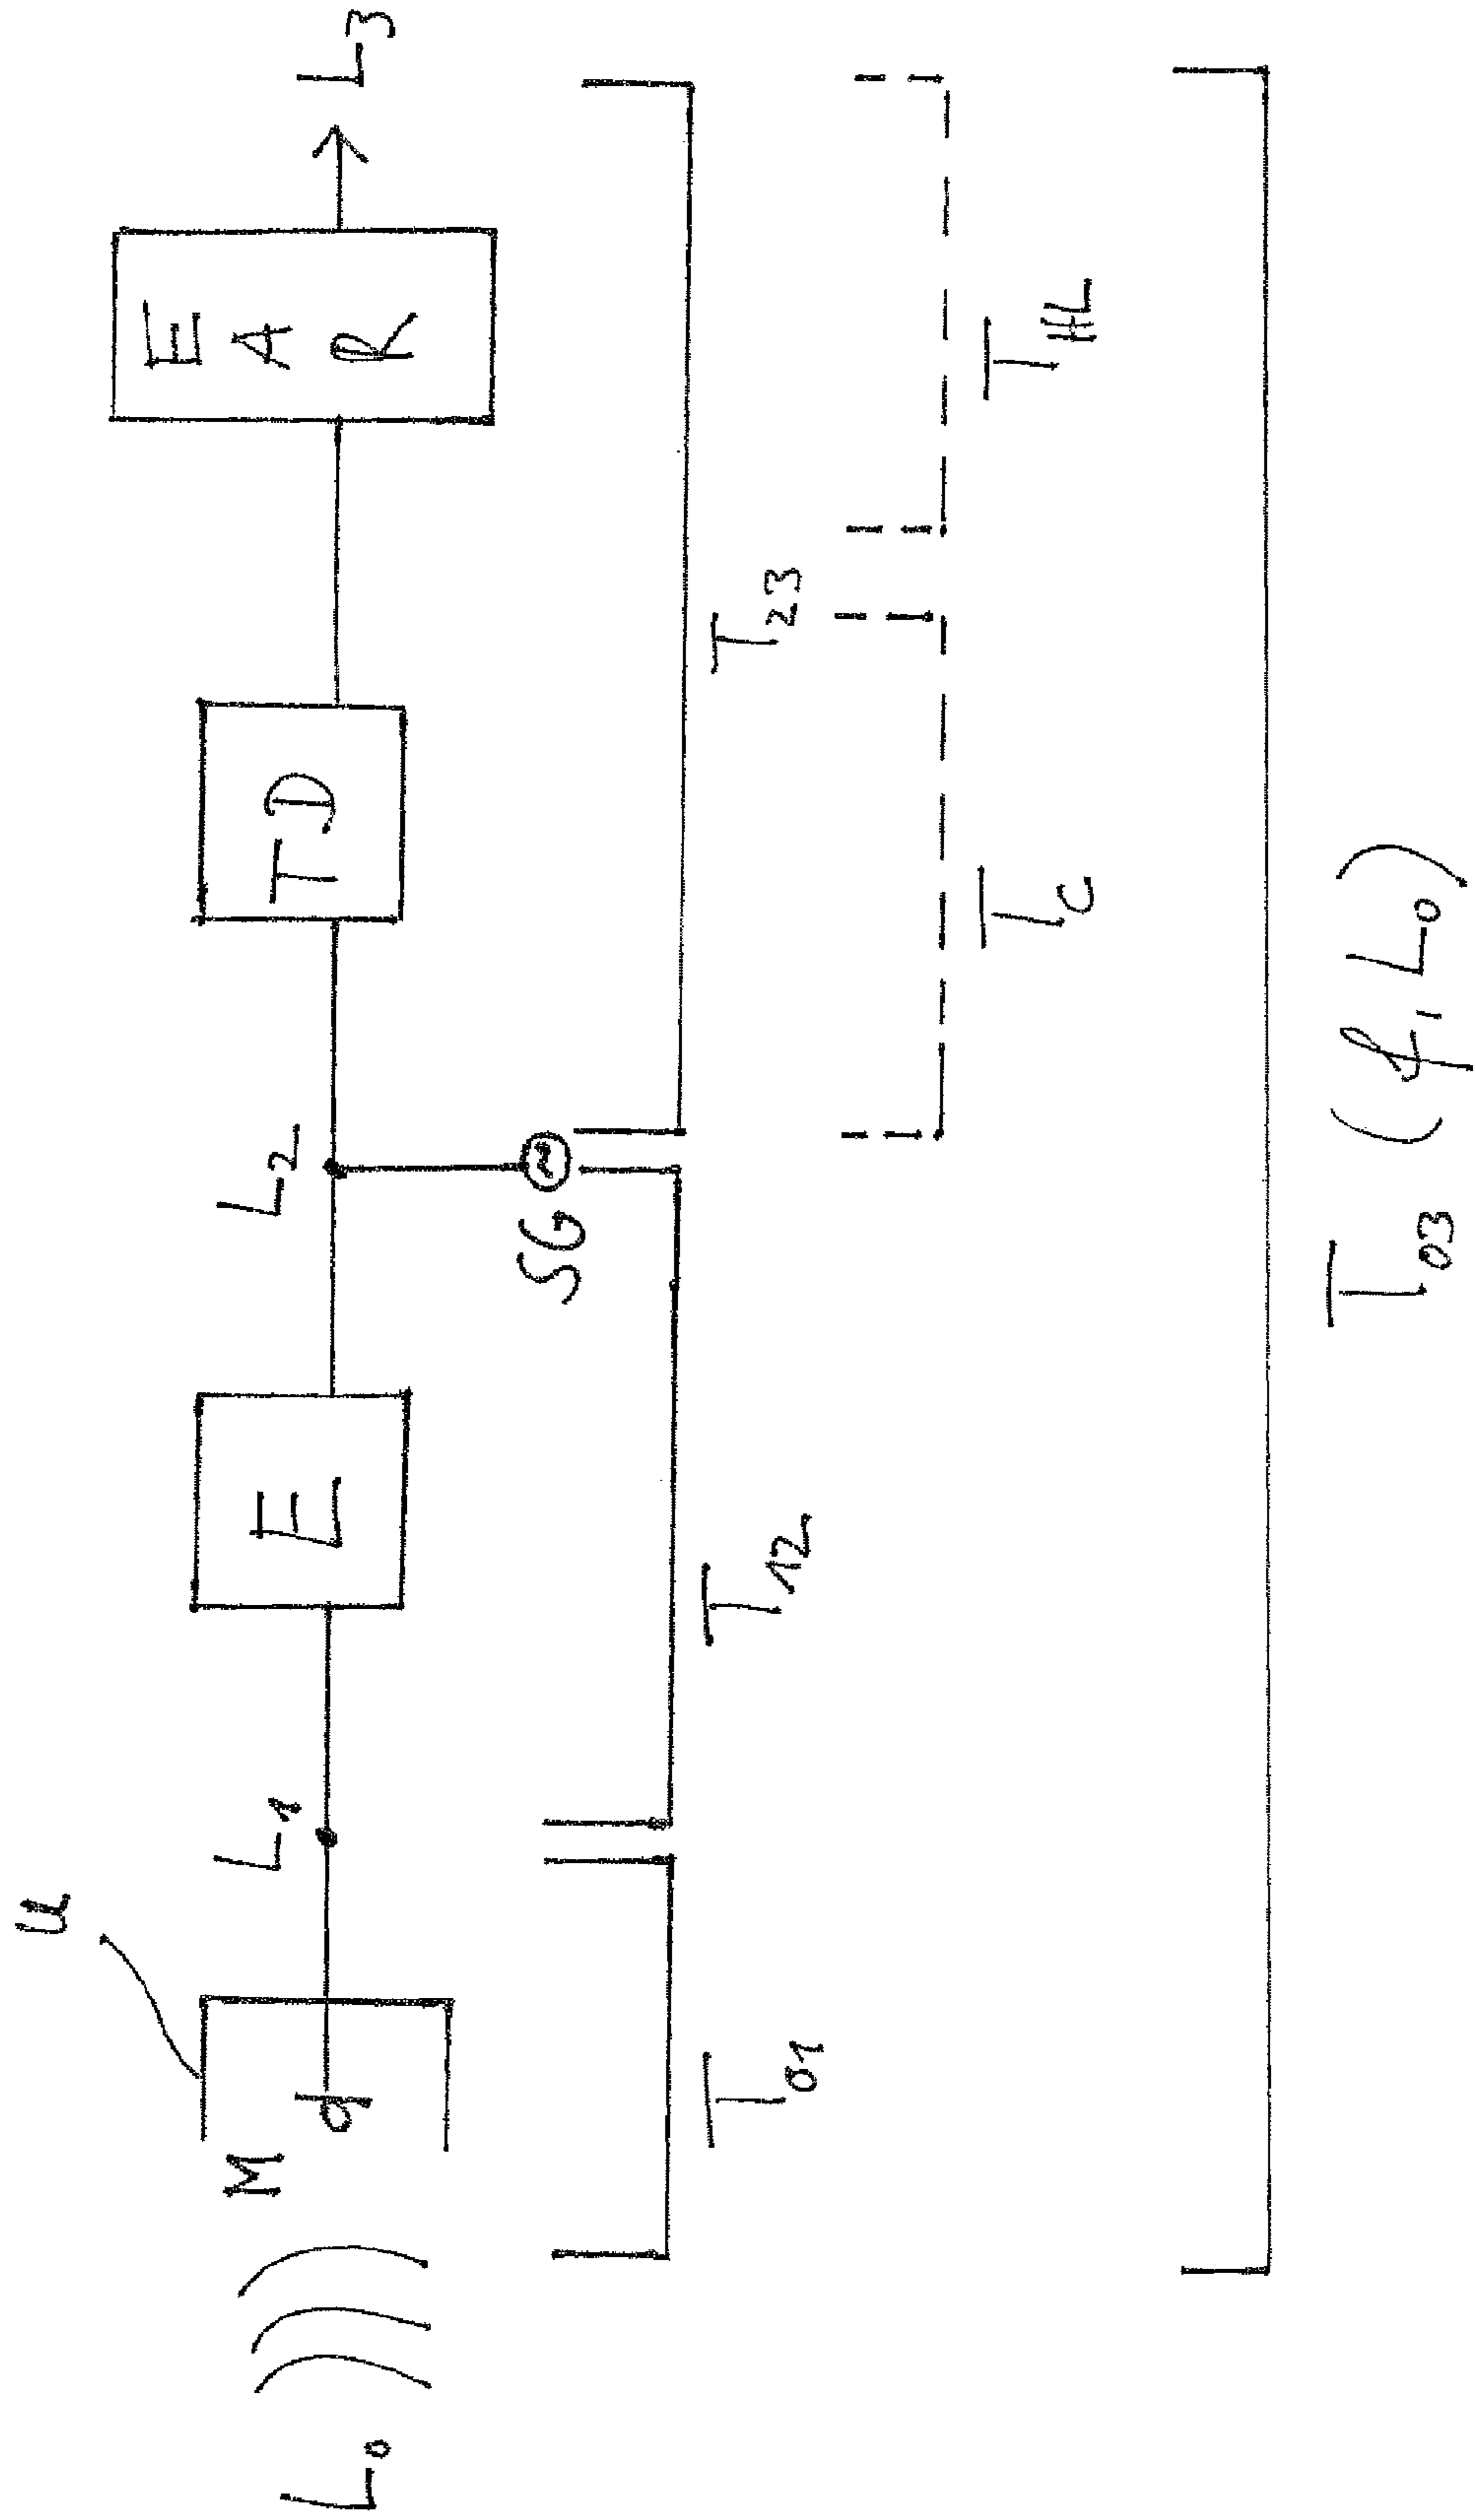 L0
M
U
L1
E
L2
SG
TD
EAR
L3
T01
T12
T23
TC
THL
T03 (f, L0)